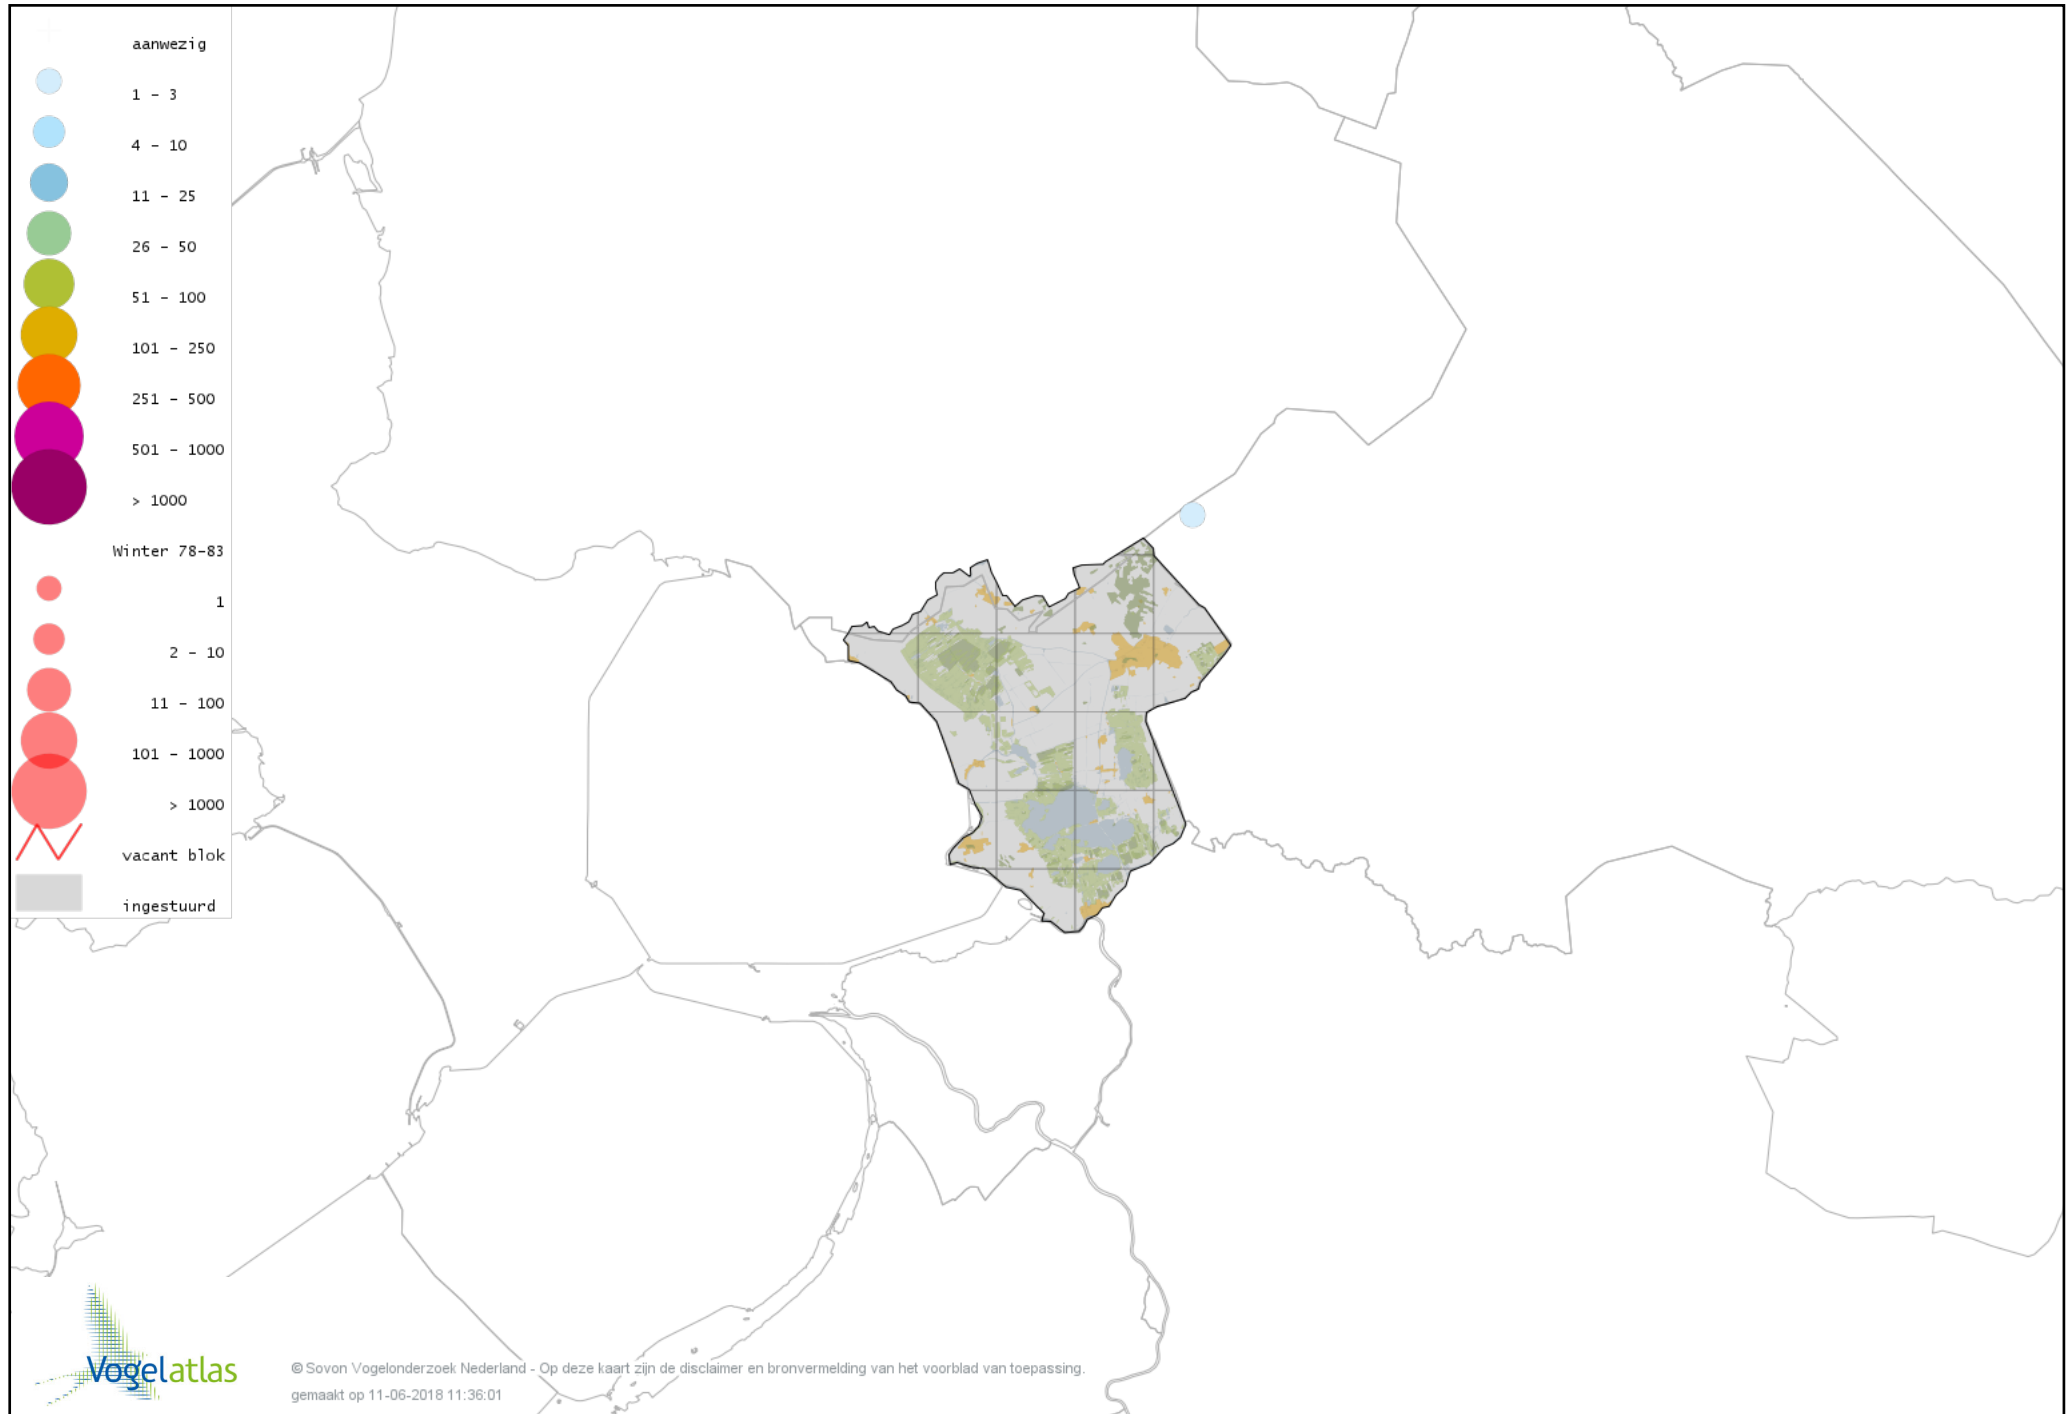 aanwezig
1 - 3
4 - 10
11 - 25
26 - 50
51 - 100
101 - 250
251 - 500
501 - 1000
> 1000
Winter 78-83
1
2 - 10
11 - 100
101 - 1000
> 1000
vacant blok
ingestuurd
Vogelatlas
© Sovon Vogelonderzoek Nederland - Op deze kaart zijn de disclaimer en bronvermelding van het voorblad van toepassing.
gemaakt op 11-06-2018 11:36:01